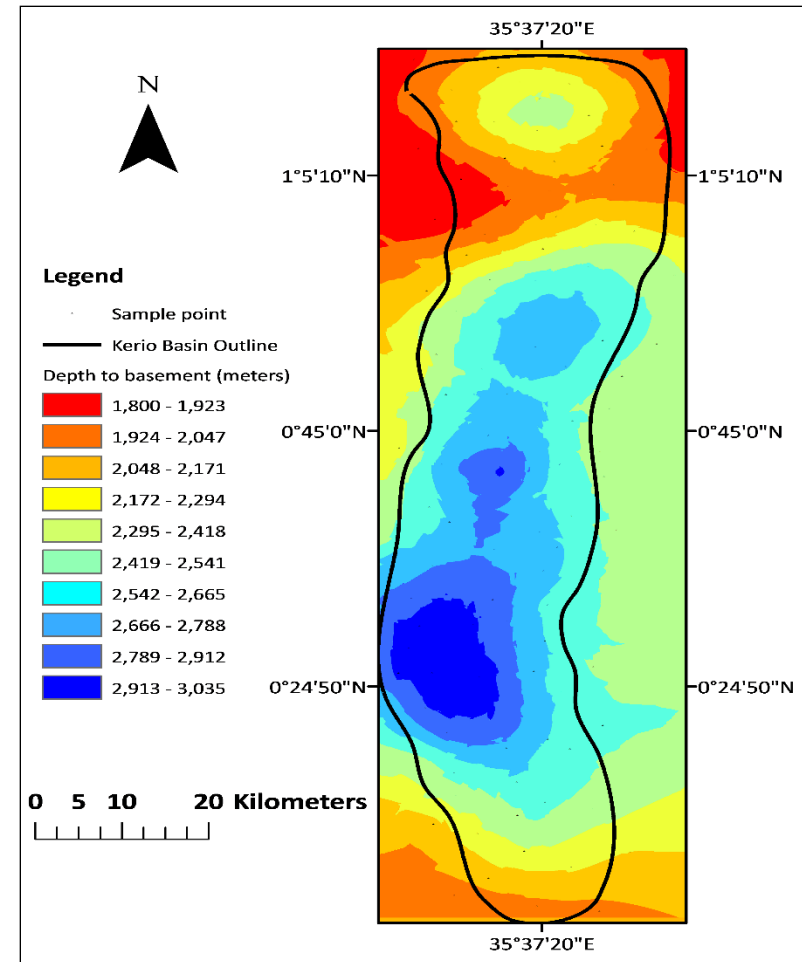 35°37'20"E
N
1°5'10"N
1°5'10"N
Legend
Sample point
Kerio Basin Outline
Depth to basement (meters)
1,800 - 1,923
1,924 - 2,047
2,048 - 2,171
2,172 - 2,294
2,295 - 2,418
2,419 - 2,541
2,542 - 2,665
2,666 - 2,788
2,789 - 2,912
2,913 - 3,035
0°45'0"N
0°45'0"N
0°24'50"N
0°24'50"N
0 5 10 20 Kilometers
35°37'20"E